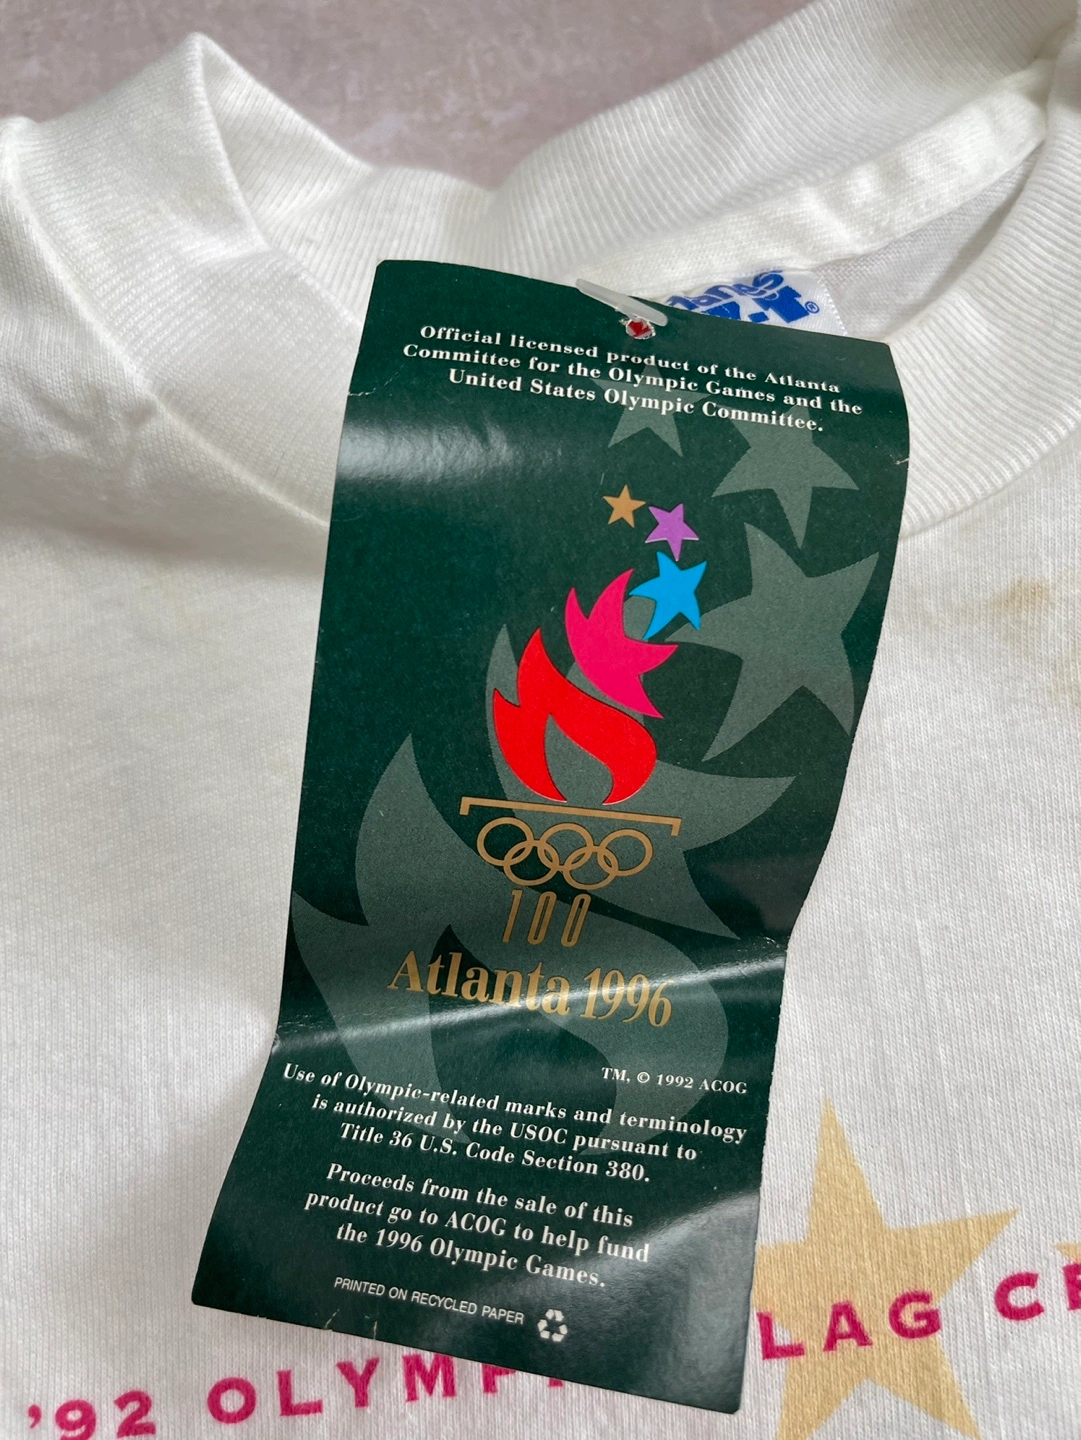 Official licensed product of the Atlanta
Committee for the Olympic Games and the
United States Olympic Committee.
100
Atlanta 1996
TM, © 1992 ACOG
Use of Olympic-related marks and terminology
is authorized by the USOC pursuant to
Title 36 U.S. Code Section 380.
Proceeds from the sale of this
product go to ACOG to help fund
the 1996 Olympic Games.
PRINTED ON RECYCLED PAPER
’92 OLYMP LAG CE